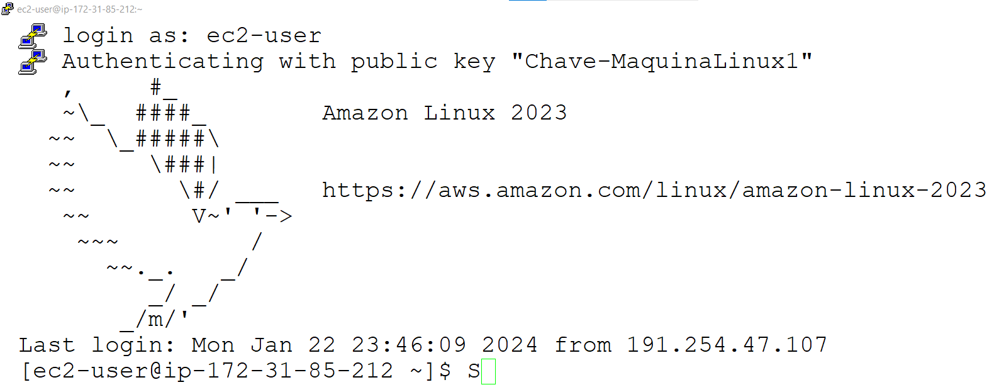 ec2-user@ip-172-31-85-212:~
login as: ec2-user
Authenticating with public key "Chave-MaquinaLinux1"
   ,     #_
   ~\_  ####_        Amazon Linux 2023
  ~~  \_#####\
  ~~     \###|
  ~~       \#/ ___   https://aws.amazon.com/linux/amazon-linux-2023
   ~~       V~' '->
    ~~~         /
      ~~._.   _/
         _/ _/
       _/m/'
Last login: Mon Jan 22 23:46:09 2024 from 191.254.47.107
[ec2-user@ip-172-31-85-212 ~]$ S